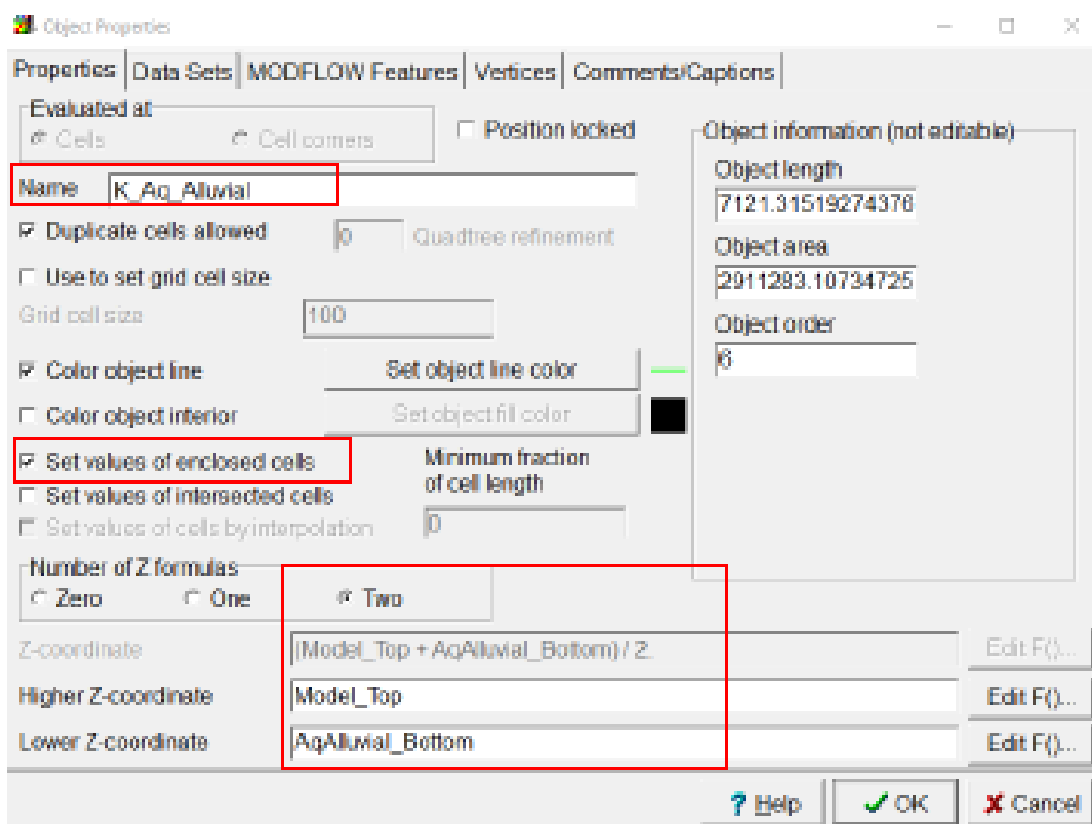 Object Properties
Properties Data Sets MODFLOW Features Vertices Comments/Captions
Evaluated at
Cells Cell corners
Position locked
Name K_Aq_Alluvial
Duplicate cells allowed 0 Quadtree refinement
Use to set grid cell size
Grid cell size 100
Color object line Set object line color
Color object interior Set object fill color
Set values of enclosed cells
Set values of intersected cells
Set values of cells by interpolation
Minimum fraction
of cell length
0
Number of Z formulas
Zero One Two
Z-coordinate (Model_Top + AqAlluvial_Bottom) / 2. Edit F()...
Higher Z-coordinate Model_Top Edit F()...
Lower Z-coordinate AqAlluvial_Bottom Edit F()...
Object information (not editable)
Object length
7121.31519274376
Object area
2911283.10734725
Object order
6
? Help OK Cancel